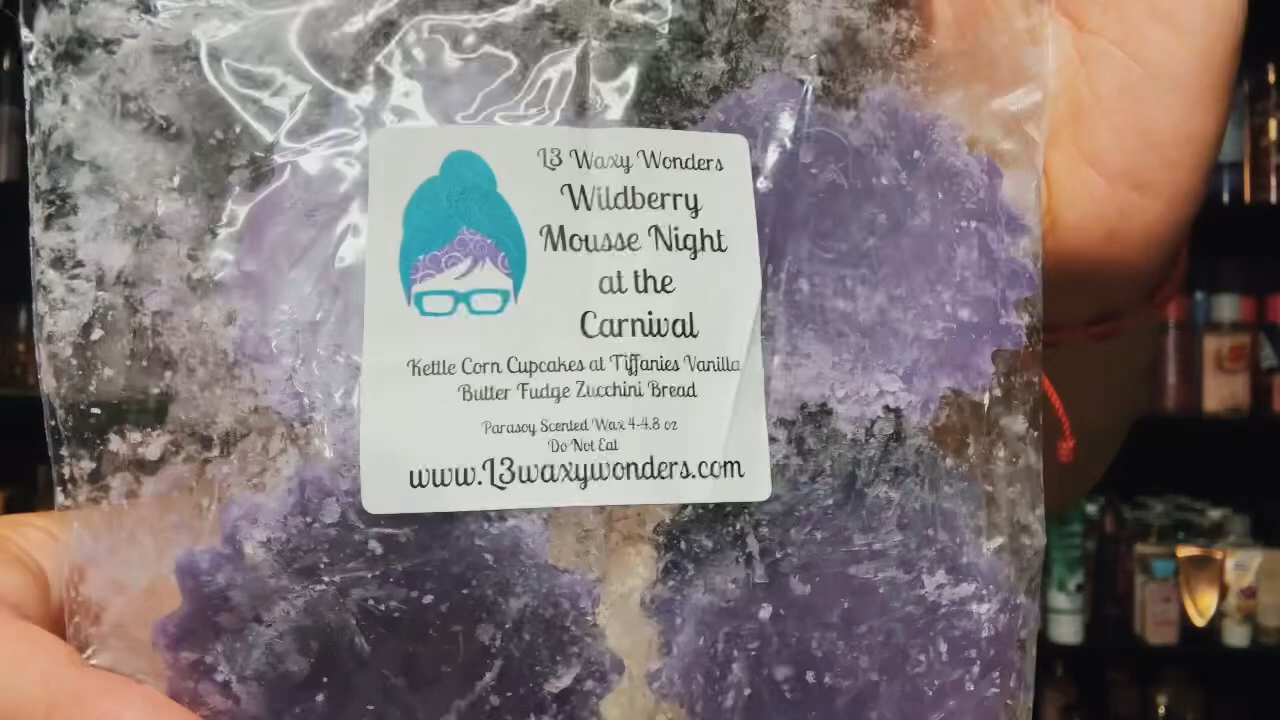 L3 Waxy Wonders
Wildberry
Mousse Night
at the
Carnival
Kettle Corn Cupcakes at Tiffanies Vanilla
Butter Fudge Zucchini Bread
Parasoy Scented Wax 4-4.8 oz
Do Not Eat
www.L3waxywonders.com